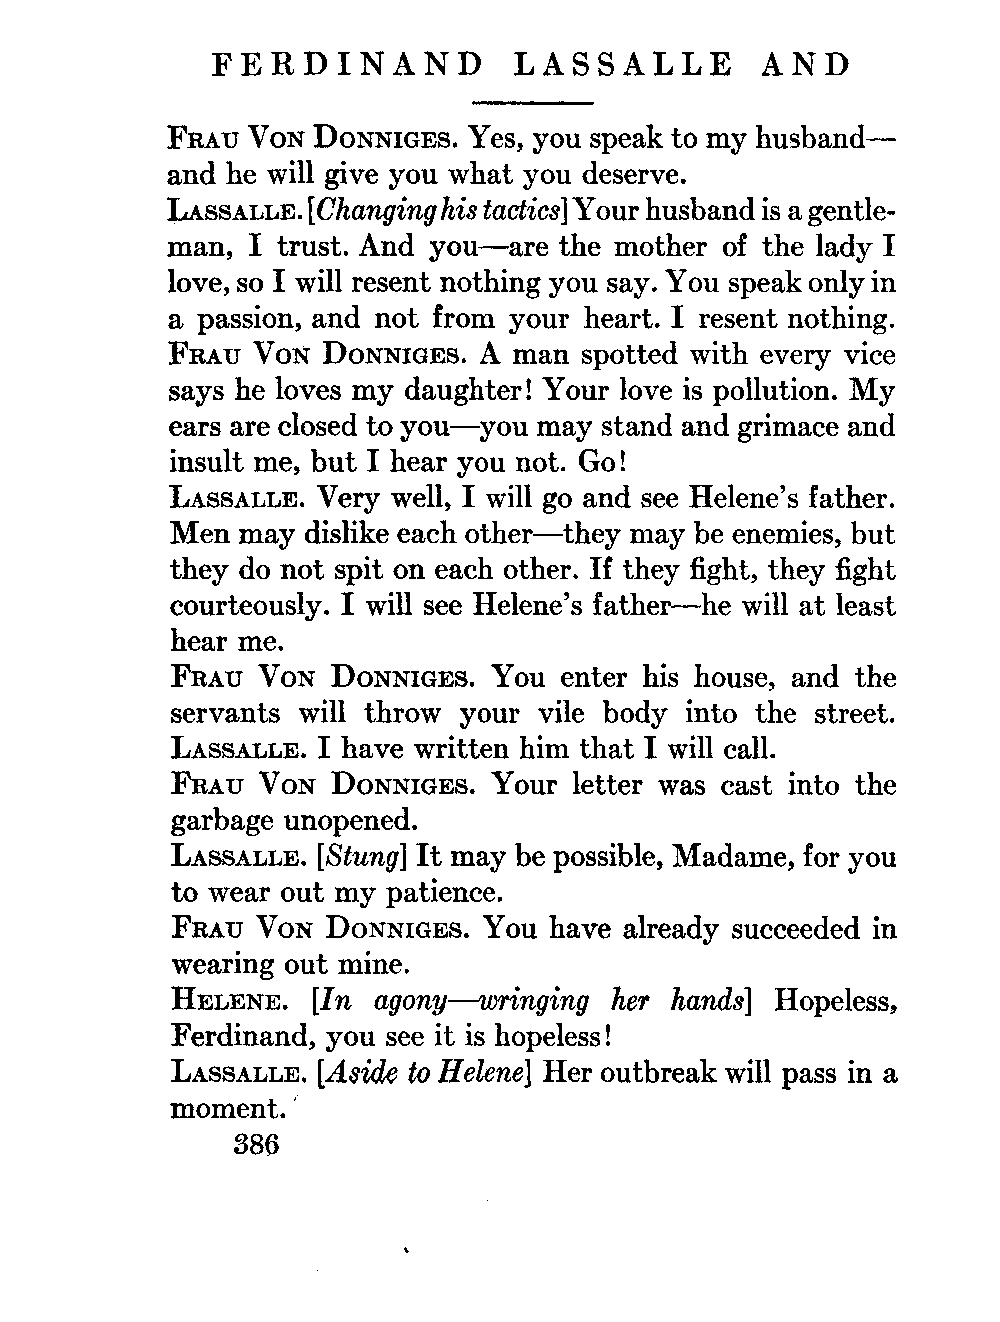 FERDINAND LASSALLE AND
FRAU VON DONNIGES. Yes, you speak to my husband—
and he will give you what you deserve.
LASSALLE. [Changing his tactics] Your husband is a gentle-
man, I trust. And you—are the mother of the lady I
love, so I will resent nothing you say. You speak only in
a passion, and not from your heart. I resent nothing.
FRAU VON DONNIGES. A man spotted with every vice
says he loves my daughter! Your love is pollution. My
ears are closed to you—you may stand and grimace and
insult me, but I hear you not. Go!
LASSALLE. Very well, I will go and see Helene's father.
Men may dislike each other—they may be enemies, but
they do not spit on each other. If they fight, they fight
courteously. I will see Helene's father—he will at least
hear me.
FRAU VON DONNIGES. You enter his house, and the
servants will throw your vile body into the street.
LASSALLE. I have written him that I will call.
FRAU VON DONNIGES. Your letter was cast into the
garbage unopened.
LASSALLE. [Stung] It may be possible, Madame, for you
to wear out my patience.
FRAU VON DONNIGES. You have already succeeded in
wearing out mine.
HELENE. [In agony—wringing her hands] Hopeless,
Ferdinand, you see it is hopeless!
LASSALLE. [Aside to Helene] Her outbreak will pass in a
moment.
386